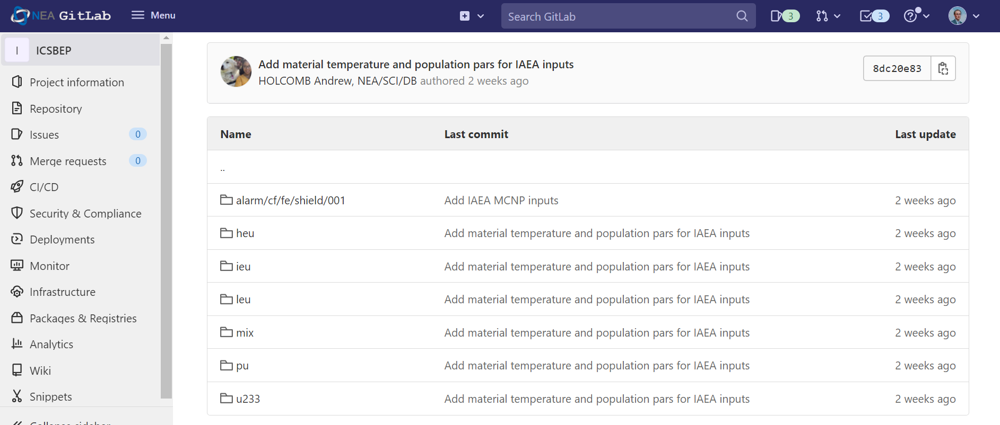 NEA GitLab
Menu
Search GitLab
3
3
I
ICSBEP
Project information
Repository
Issues
0
Merge requests
0
CI/CD
Security & Compliance
Deployments
Monitor
Infrastructure
Packages & Registries
Analytics
Wiki
Snippets
Collapse sidebar
Add material temperature and population pars for IAEA inputs
HOLCOMB Andrew, NEA/SCI/DB authored 2 weeks ago
8dc20e83
Name Last commit Last update
..
alarm/cf/fe/shield/001 Add IAEA MCNP inputs 2 weeks ago
heu Add material temperature and population pars for IAEA inputs 2 weeks ago
ieu Add material temperature and population pars for IAEA inputs 2 weeks ago
leu Add material temperature and population pars for IAEA inputs 2 weeks ago
mix Add material temperature and population pars for IAEA inputs 2 weeks ago
pu Add material temperature and population pars for IAEA inputs 2 weeks ago
u233 Add material temperature and population pars for IAEA inputs 2 weeks ago